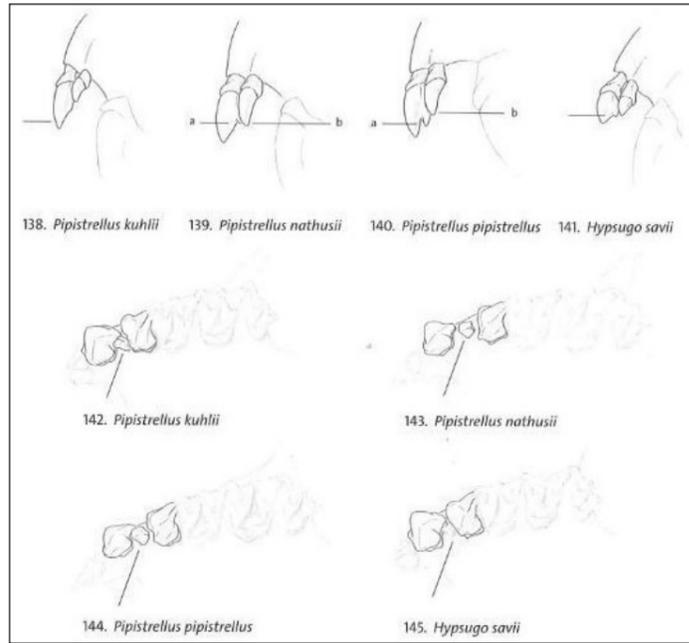 a b a b
138. Pipistrellus kuhlii 139. Pipistrellus nathusii 140. Pipistrellus pipistrellus 141. Hypsugo savii
142. Pipistrellus kuhlii 143. Pipistrellus nathusii
144. Pipistrellus pipistrellus 145. Hypsugo savii